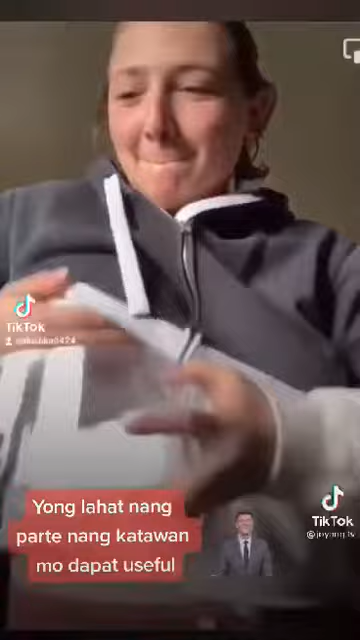 TikTok
Yong lahat nang
parte nang katawan
mo dapat useful
TikTok